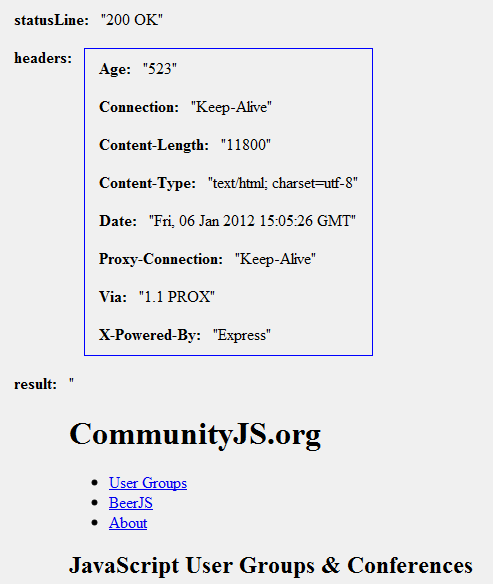 statusLine: "200 OK"
headers:
Age: "523"
Connection: "Keep-Alive"
Content-Length: "11800"
Content-Type: "text/html; charset=utf-8"
Date: "Fri, 06 Jan 2012 15:05:26 GMT"
Proxy-Connection: "Keep-Alive"
Via: "1.1 PROX"
X-Powered-By: "Express"
result: "
CommunityJS.org
User Groups
BeerJS
About
JavaScript User Groups & Conferences